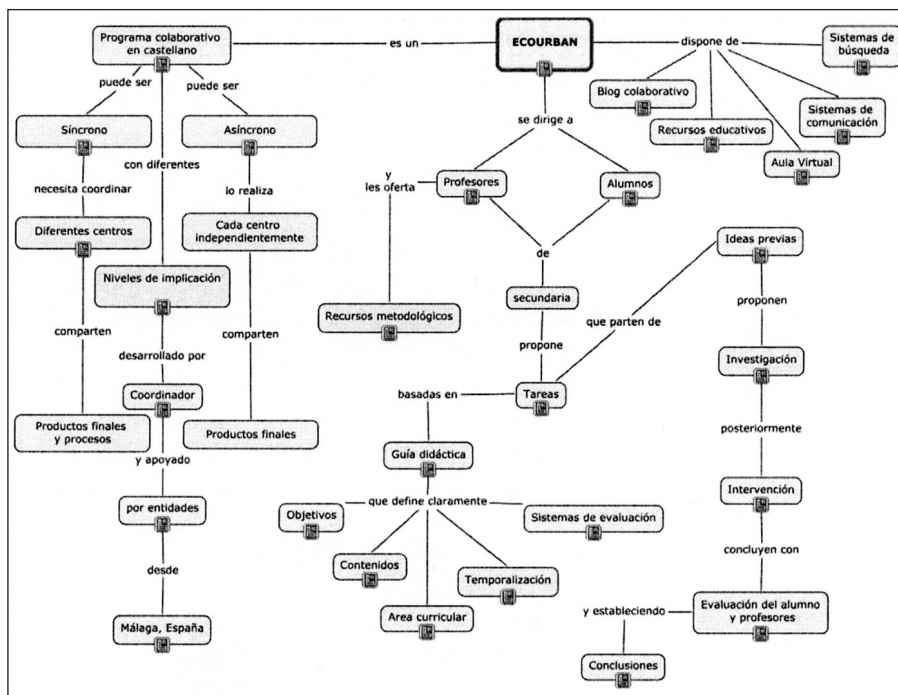 Programa colaborativo
en castellano
es un
ECOURBAN
dispone de
Sistemas de
búsqueda
puede ser
puede ser
Blog colaborativo
Sistemas de
comunicación
Síncrono
Asíncrono
se dirige a
Recursos educativos
Aula Virtual
con diferentes
necesita coordinar
lo realiza
y
les oferta
Profesores
Alumnos
Diferentes centros
Cada centro
independientemente
de
Ideas previas
Niveles de implicación
secundaria
proponen
Recursos metodológicos
que parten de
comparten
comparten
propone
desarrollado por
Investigación
Coordinador
basadas en
Tareas
Productos finales
y procesos
Productos finales
posteriormente
y apoyado
Guía didáctica
Intervención
por entidades
que define claramente
Objetivos
Sistemas de evaluación
concluyen con
Contenidos
Temporalización
desde
Area curricular
y estableciendo
Evaluación del alumno
y profesores
Málaga, España
Conclusiones